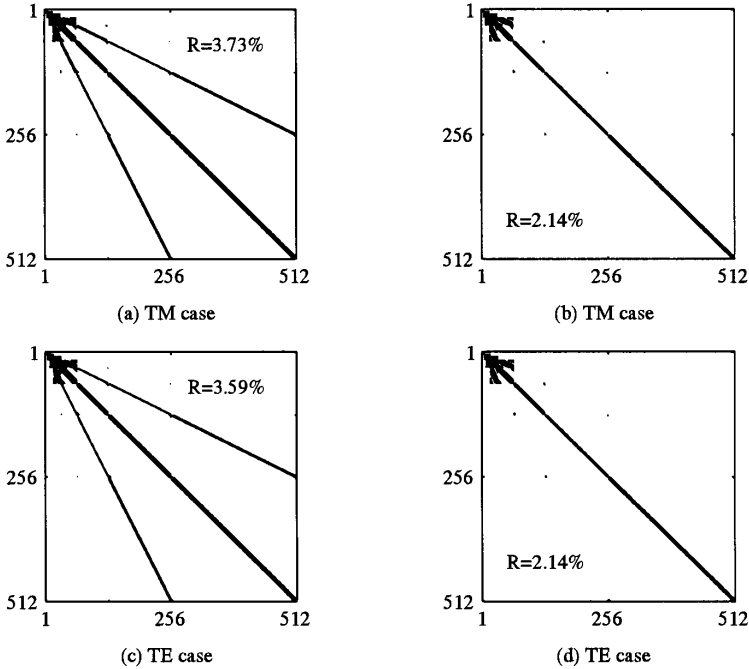 1
R=3.73%
256
512
1 256 512
(a) TM case
1
256
R=2.14%
512
1 256 512
(b) TM case
1
R=3.59%
256
512
1 256 512
(c) TE case
1
256
R=2.14%
512
1 256 512
(d) TE case